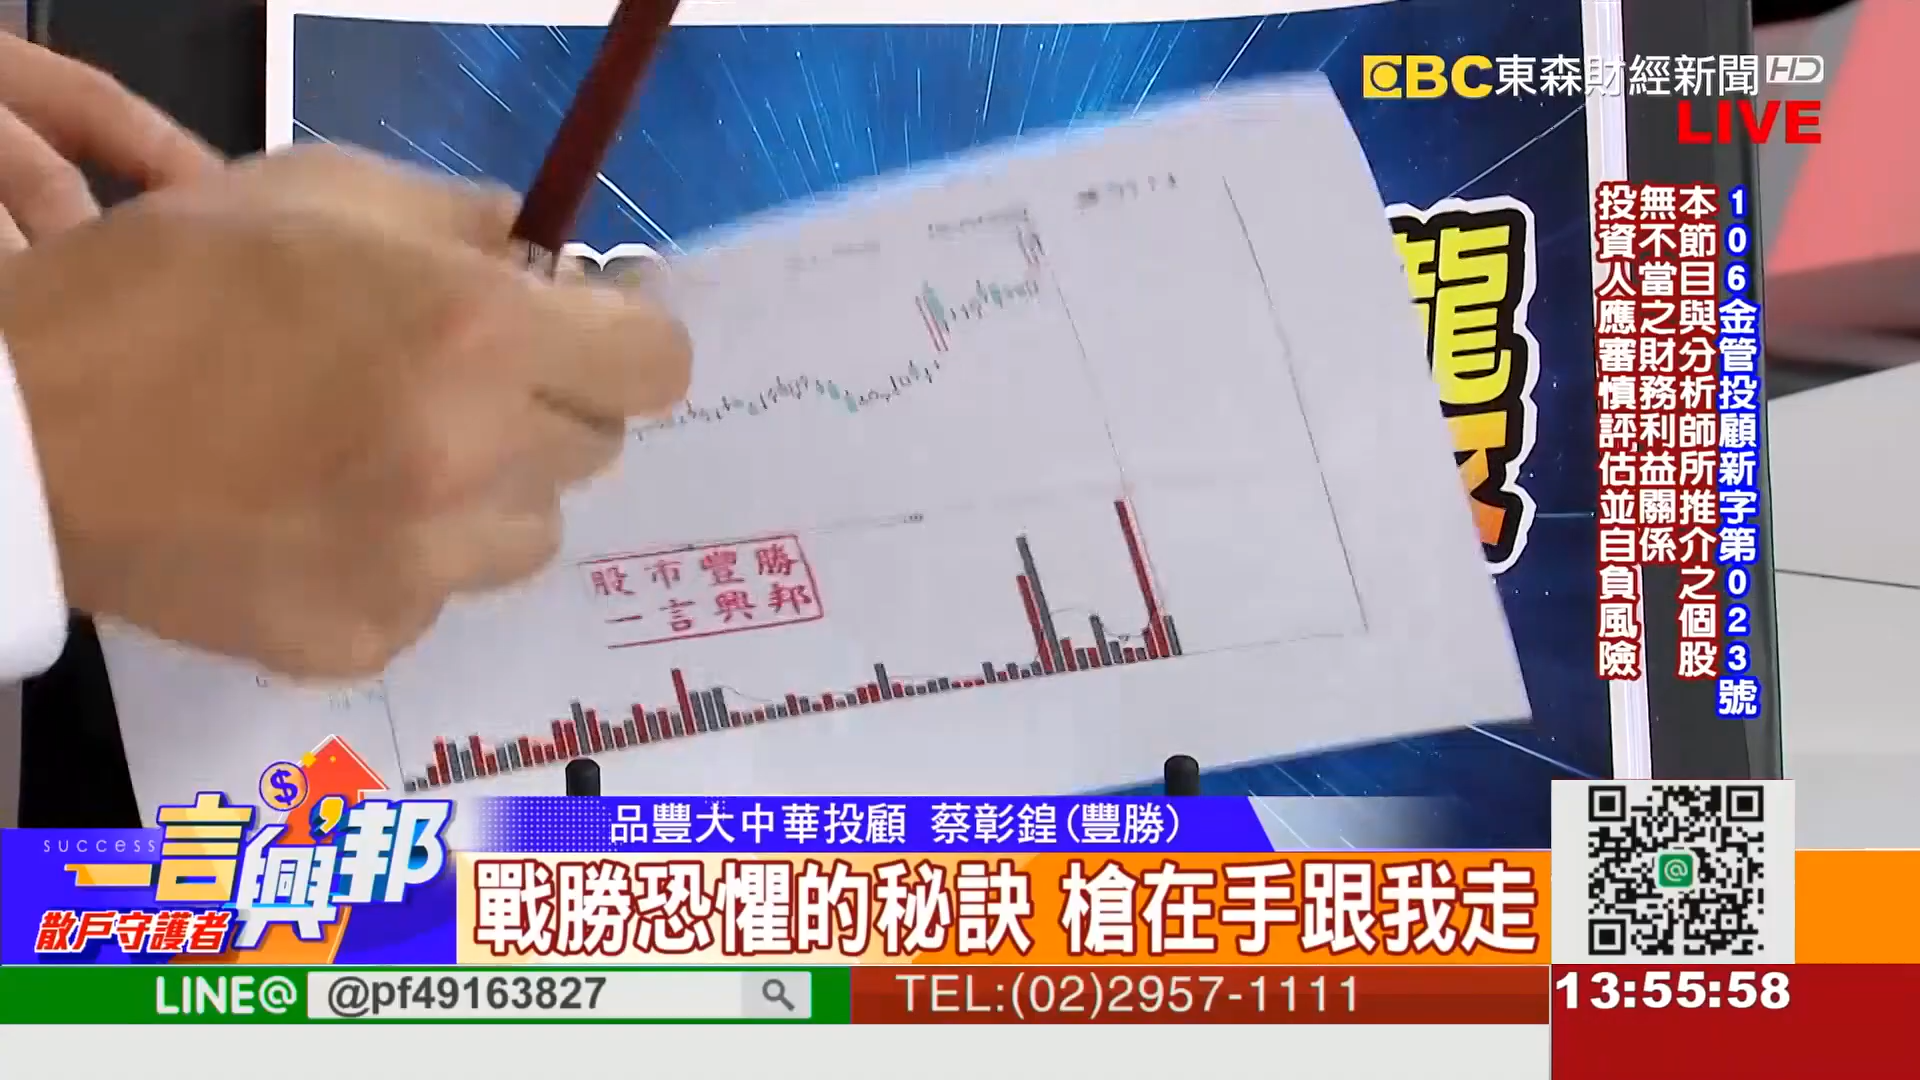 EBC東森財經新聞HD
LIVE
106金管投顧新字第023號
本節目與分析師所推介之個股
無不當之財務利益關係
投資人應審慎評估並自負風險
龍
股市豐勝
一言興邦
success
一言興邦
散戶守護者
品豐大中華投顧 蔡彰鍠(豐勝)
戰勝恐懼的秘訣 槍在手跟我走
LINE@ @pf49163827
TEL:(02)2957-1111
13:55:58